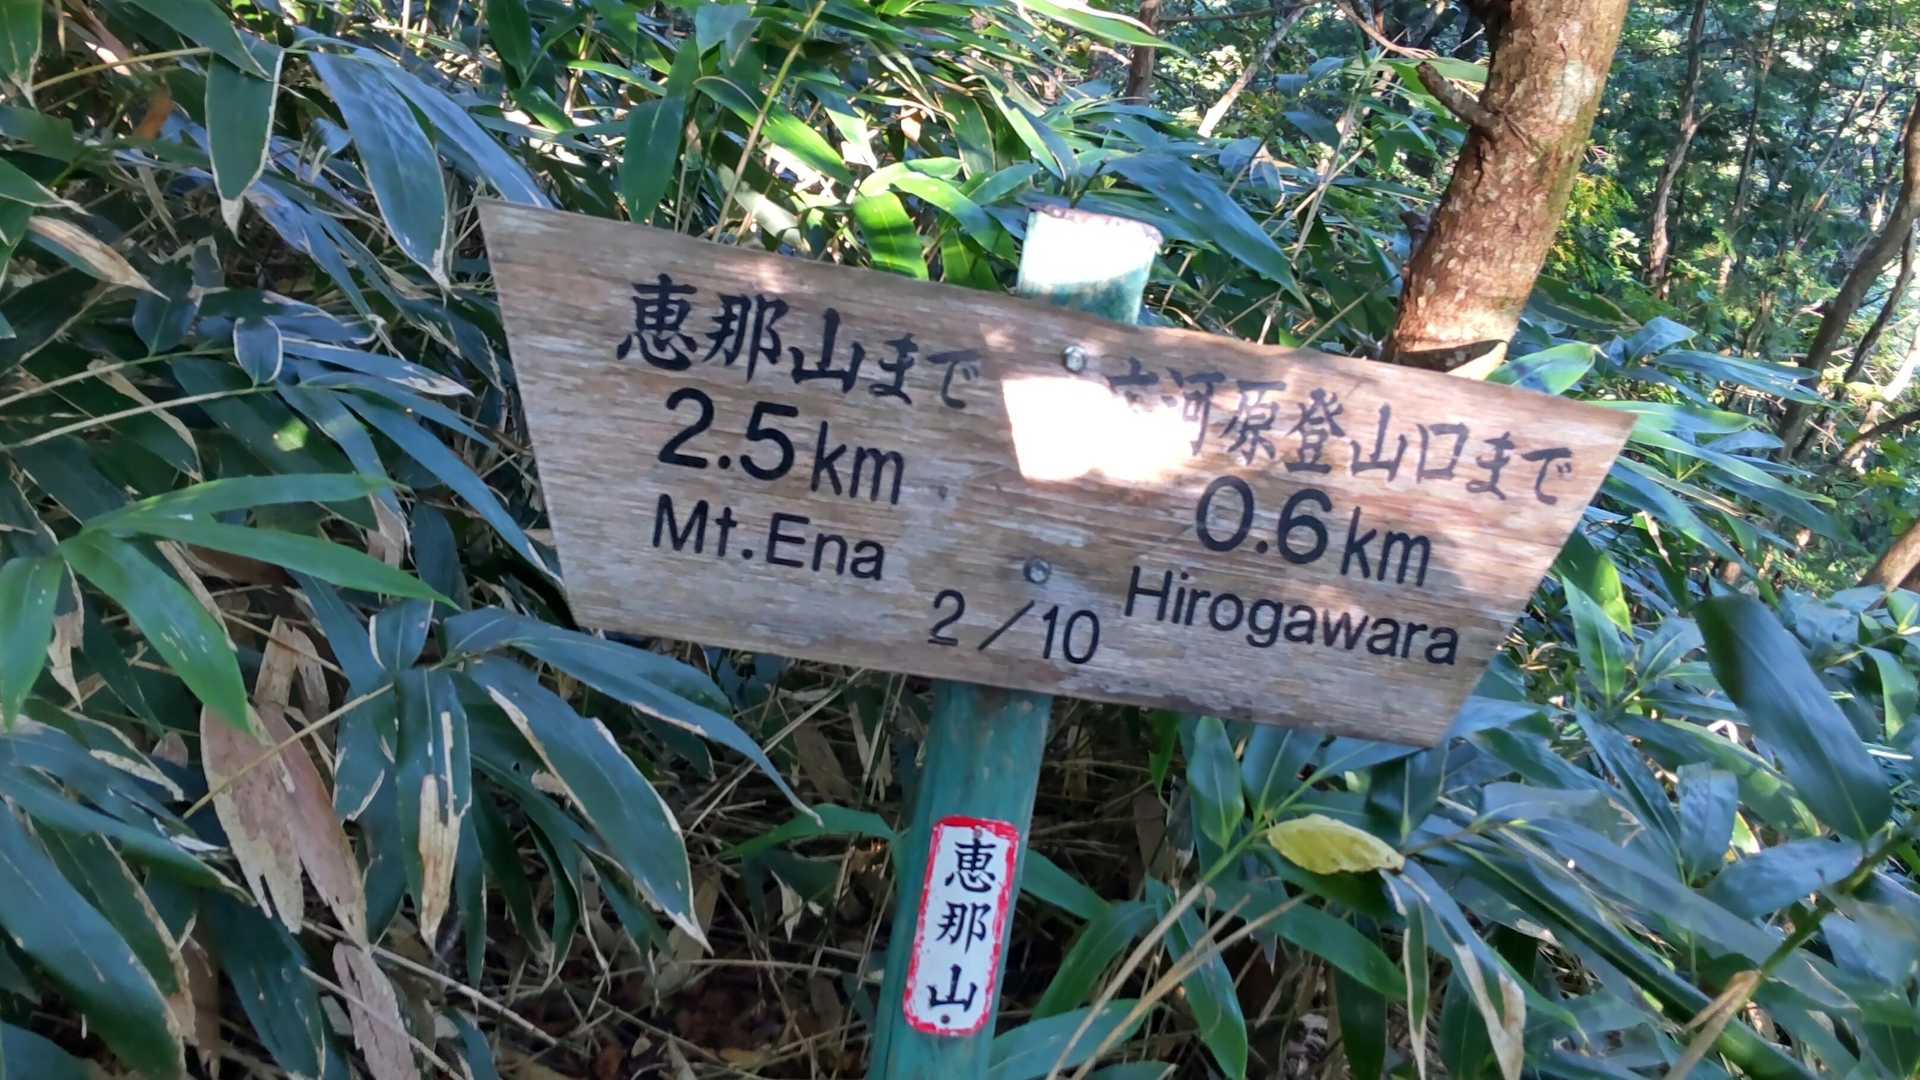 恵那山まで
2.5km
Mt.Ena
広河原登山口まで
0.6km
Hirogawara
2/10
恵那山